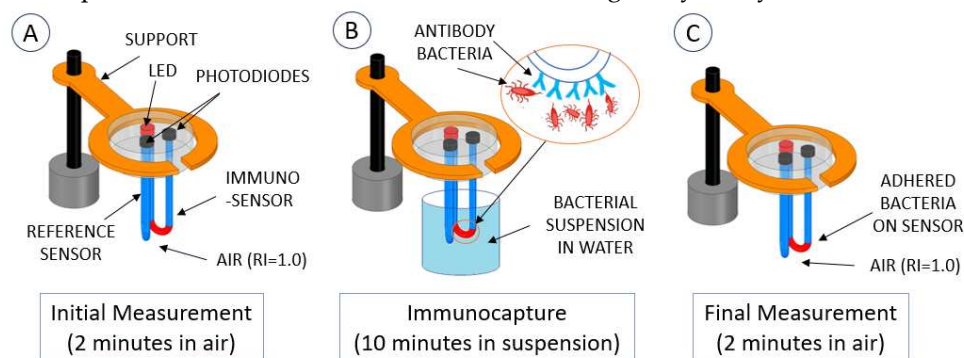 A
SUPPORT
LED
PHOTODIODES
IMMUNO
-SENSOR
REFERENCE
SENSOR
AIR (RI=1.0)
Initial Measurement
(2 minutes in air)
B
ANTIBODY
BACTERIA
BACTERIAL
SUSPENSION
IN WATER
Immunocapture
(10 minutes in suspension)
C
ADHERED
BACTERIA
ON SENSOR
AIR (RI=1.0)
Final Measurement
(2 minutes in air)